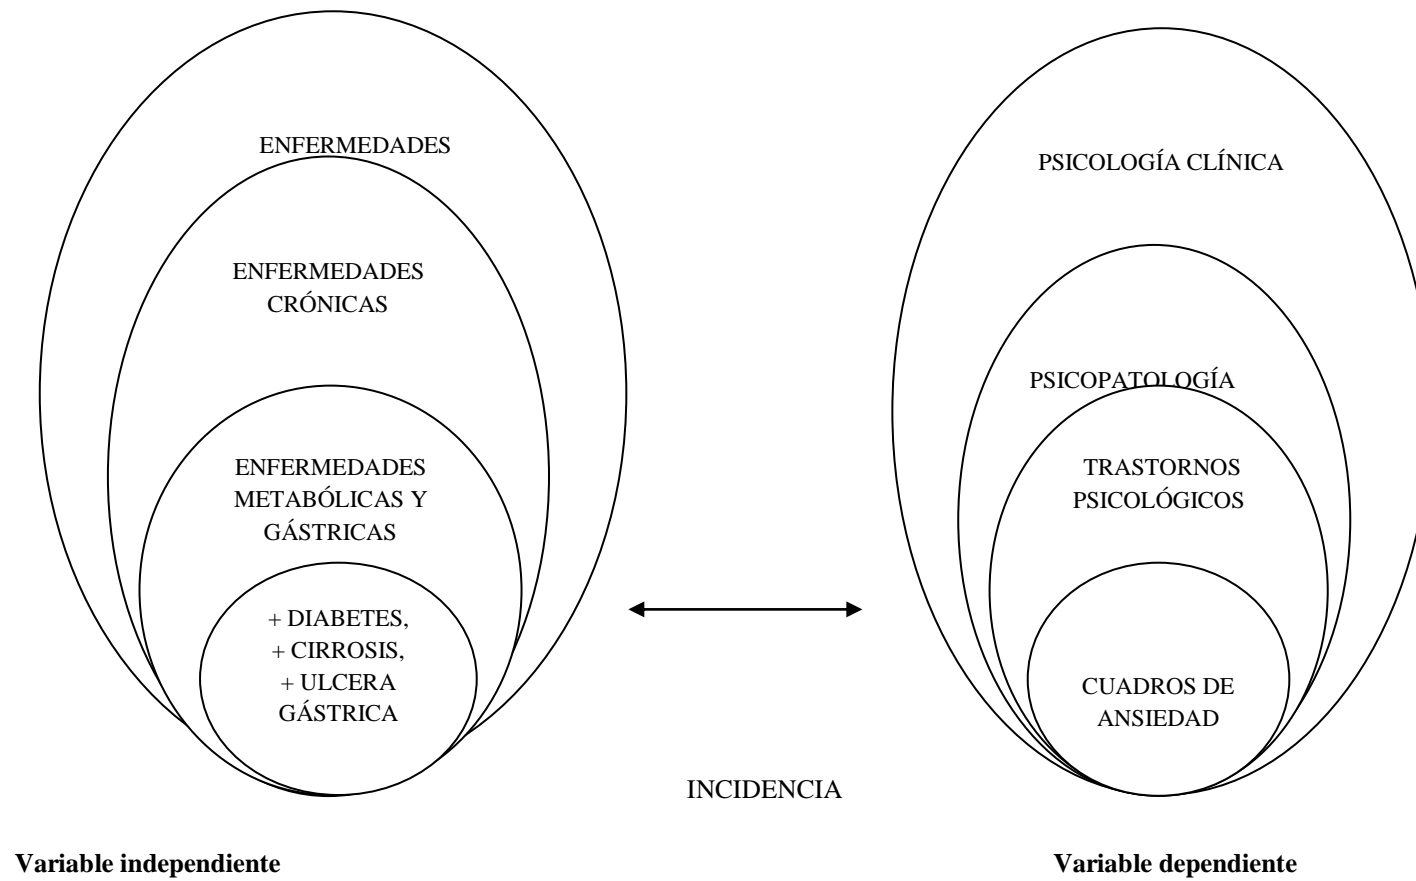 ENFERMEDADES
ENFERMEDADES
CRÓNICAS
ENFERMEDADES
METABÓLICAS Y
GÁSTRICAS
+ DIABETES,
+ CIRROSIS,
+ ULCERA
GÁSTRICA
PSICOLOGÍA CLÍNICA
PSICOPATOLOGÍA
TRASTORNOS
PSICOLÓGICOS
CUADROS DE
ANSIEDAD
INCIDENCIA
Variable independiente
Variable dependiente